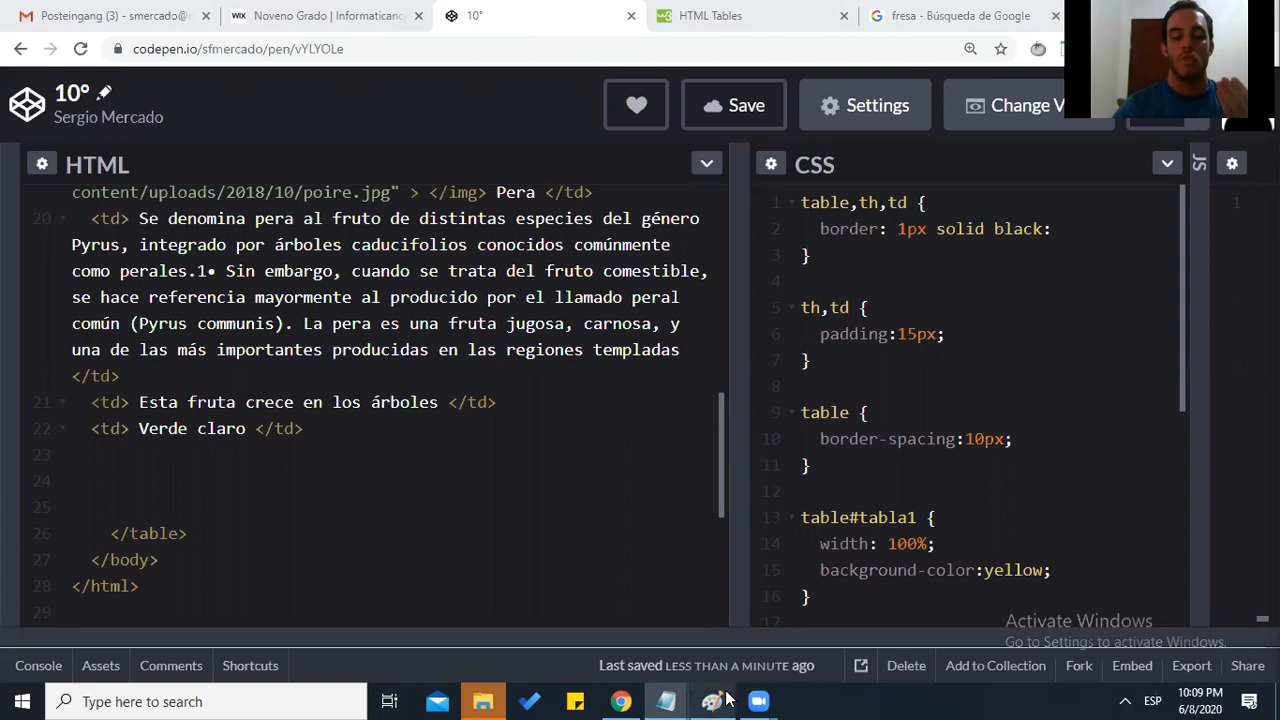 Posteingang (3) - smercado@
WIX Noveno Grado | Informaticanc
10°
HTML Tables
fresa - Búsqueda de Google
codepen.io/sfmercado/pen/vYLYOLe
10°
Sergio Mercado
Save
Settings
Change V
HTML
CSS
JS
content/uploads/2018/10/poire.jpg" > </img> Pera </td>
20 <td> Se denomina pera al fruto de distintas especies del género
Pyrus, integrado por árboles caducifolios conocidos comúnmente
como perales.1• Sin embargo, cuando se trata del fruto comestible,
se hace referencia mayormente al producido por el llamado peral
común (Pyrus communis). La pera es una fruta jugosa, carnosa, y
una de las más importantes producidas en las regiones templadas
</td>
21 <td> Esta fruta crece en los árboles </td>
22 <td> Verde claro </td>
23
24
25
26 </table>
27 </body>
28 </html>
29
1 table,th,td {
2 border: 1px solid black:
3 }
4
5 th,td {
6 padding:15px;
7 }
8
9 table {
10 border-spacing:10px;
11 }
12
13 table#tabla1 {
14 width: 100%;
15 background-color:yellow;
16 }
17
1
Activate Windows
Go to Settings to activate Windows.
Console
Assets
Comments
Shortcuts
Last saved LESS THAN A MINUTE ago
Delete
Add to Collection
Fork
Embed
Export
Share
Type here to search
ESP
10:09 PM
6/8/2020